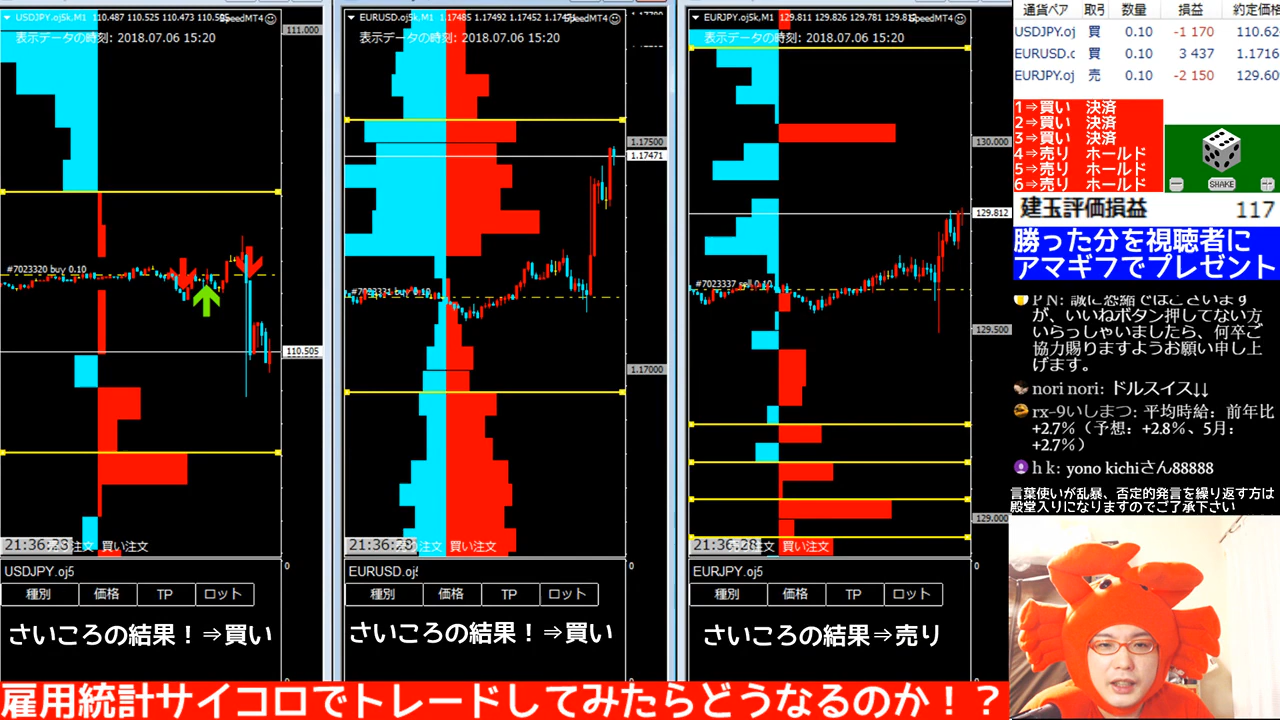 USDJPY.oj5k,M1 110.487 110.525 110.473 110.505
SpeedMT4
表示データの時刻: 2018.07.06 15:20
111.000
#7023320 buy 0.10
110.505
21:36:28
買い注文
USDJPY.oj5
種別 価格 TP ロット
さいころの結果！⇒買い
EURUSD.oj5k,M1 1.17485 1.17492 1.17452
SpeedMT4
表示データの時刻: 2018.07.06 15:20
1.17500
1.17471
#7023331 buy 0.10
1.17000
21:36:28
買い注文
0
EURUSD.oj5
種別 価格 TP ロット
さいころの結果！⇒買い
EURJPY.oj5k,M1 129.811 129.826 129.781 129.812
SpeedMT4
表示データの時刻: 2018.07.06 15:20
130.000
129.812
#7023337 sell 0.10
129.500
129.000
21:36:28
買い注文
0
EURJPY.oj5
種別 価格 TP ロット
さいころの結果⇒売り
通貨ペア 取引 数量 損益 約定価格
USDJPY.oj 買 0.10 -1 170 110.62
EURUSD.c 買 0.10 3 437 1.1716
EURJPY.oj 売 0.10 -2 150 129.60
1⇒買い 決済
2⇒買い 決済
3⇒買い 決済
4⇒売り ホールド
5⇒売り ホールド
6⇒売り ホールド
SHAKE
建玉評価損益 117
勝った分を視聴者に
アマギフでプレゼント
P N: 誠に恐縮ではございます
が、いいねボタン押してない方
いらっしゃいましたら、何卒ご
協力賜りますようお願い申し上
げます。
nori nori: ドルスイス↓↓
rx-9いしまつ: 平均時給：前年比
+2.7%（予想：+2.8%、5月：
+2.7%）
h k: yono kichiさん88888
言葉使いが乱暴、否定的発言を繰り返す方は
殿堂入りになりますのでご了承下さい
雇用統計サイコロでトレードしてみたらどうなるのか！？